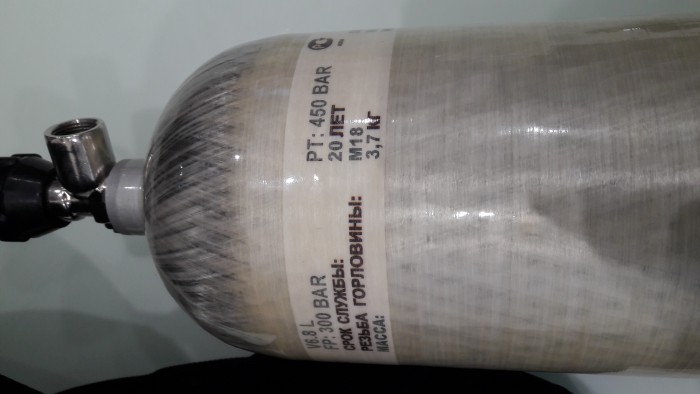 V6.8 L
FP: 300 BAR PT: 450 BAR
СРОК СЛУЖБЫ: 20 ЛЕТ
РЕЗЬБА ГОРЛОВИНЫ: M18
МАССА: 3,7 КГ